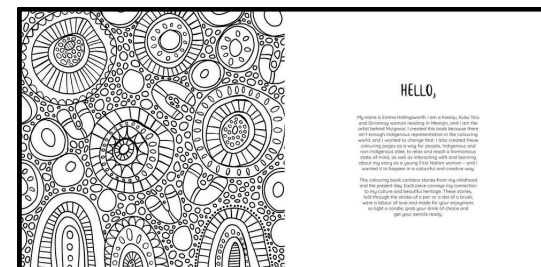 HELLO,
My name is Emma Hollingsworth. I am a Kaanju, Kuku Ya'u
and Girramay women residing in Meanjin, and I am the
artist behind Mulganai. I created this book because there
isn't enough Indigenous representation in the colouring
world, and I wanted to change that. I also created these
colouring pages as a way for people, Indigenous and
non-Indigenous alike, to relax and reach a harmonious
state of mind, as well as interacting with and learning
about my story as a young First Nation woman – and I
wanted it to happen in a colourful and creative way.
This colouring book contains stories from my childhood
and the present day. Each peace conveys my connection
to my culture and beautiful heritage. These stories,
told through the stroke of a pen or a dot of a brush,
were a labour of love and made for your enjoyment,
so light a candle, grab your drink of choice and
get your pencils ready.